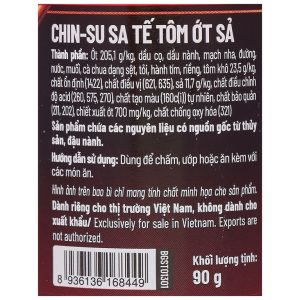 CHIN-SU SA TẾ TÔM ỚT SẢ
Thành phần: Ớt 205,1 g/kg, dầu cọ, dầu nành, mạch nha, đường,
nước, muối, cà chua dạng sệt, tỏi, hành tím, riềng, tôm khô 23,5 g/kg,
chất ổn định (1422), chất điều vị (621, 635), sả 11,7 g/kg, chất điều chỉnh
độ acid (260, 575, 270), chất tạo màu (160c(i)) tự nhiên, chất bảo quản
(211, 202), chiết xuất ớt 700 mg/kg, chất chống oxy hóa (321)
Sản phẩm chứa các nguyên liệu có nguồn gốc từ thủy
sản, đậu nành.
Hướng dẫn sử dụng: Dùng để chấm, ướp hoặc ăn kèm với
các món ăn.
Hình ảnh trên bao bì chỉ mang tính chất minh họa cho sản phẩm.
Dành riêng cho thị trường Việt Nam, không dành cho
xuất khẩu/ Exclusively for sale in Vietnam. Exports are
not authorized.
8 936136 168449
BGST01301
Khối lượng tịnh:
90 g